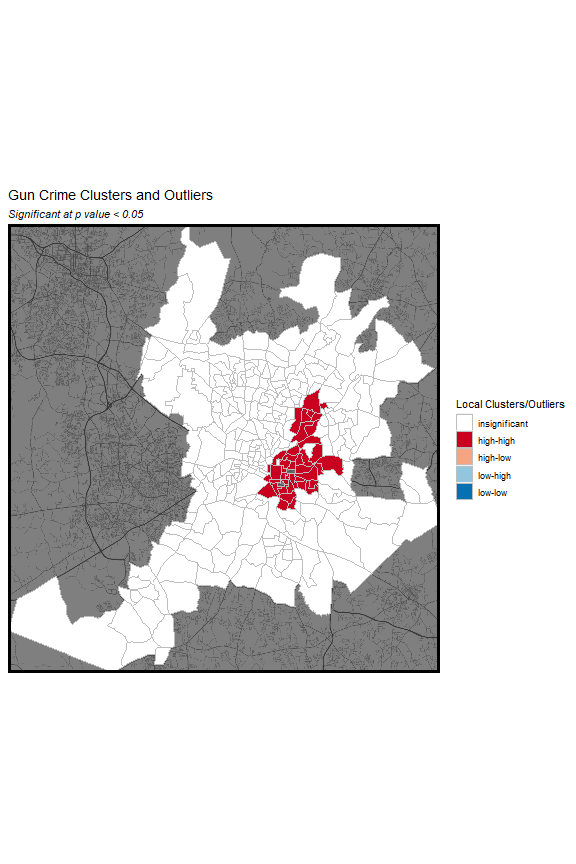 Gun Crime Clusters and Outliers
Significant at p value < 0.05
Local Clusters/Outliers
insignificant
high-high
high-low
low-high
low-low